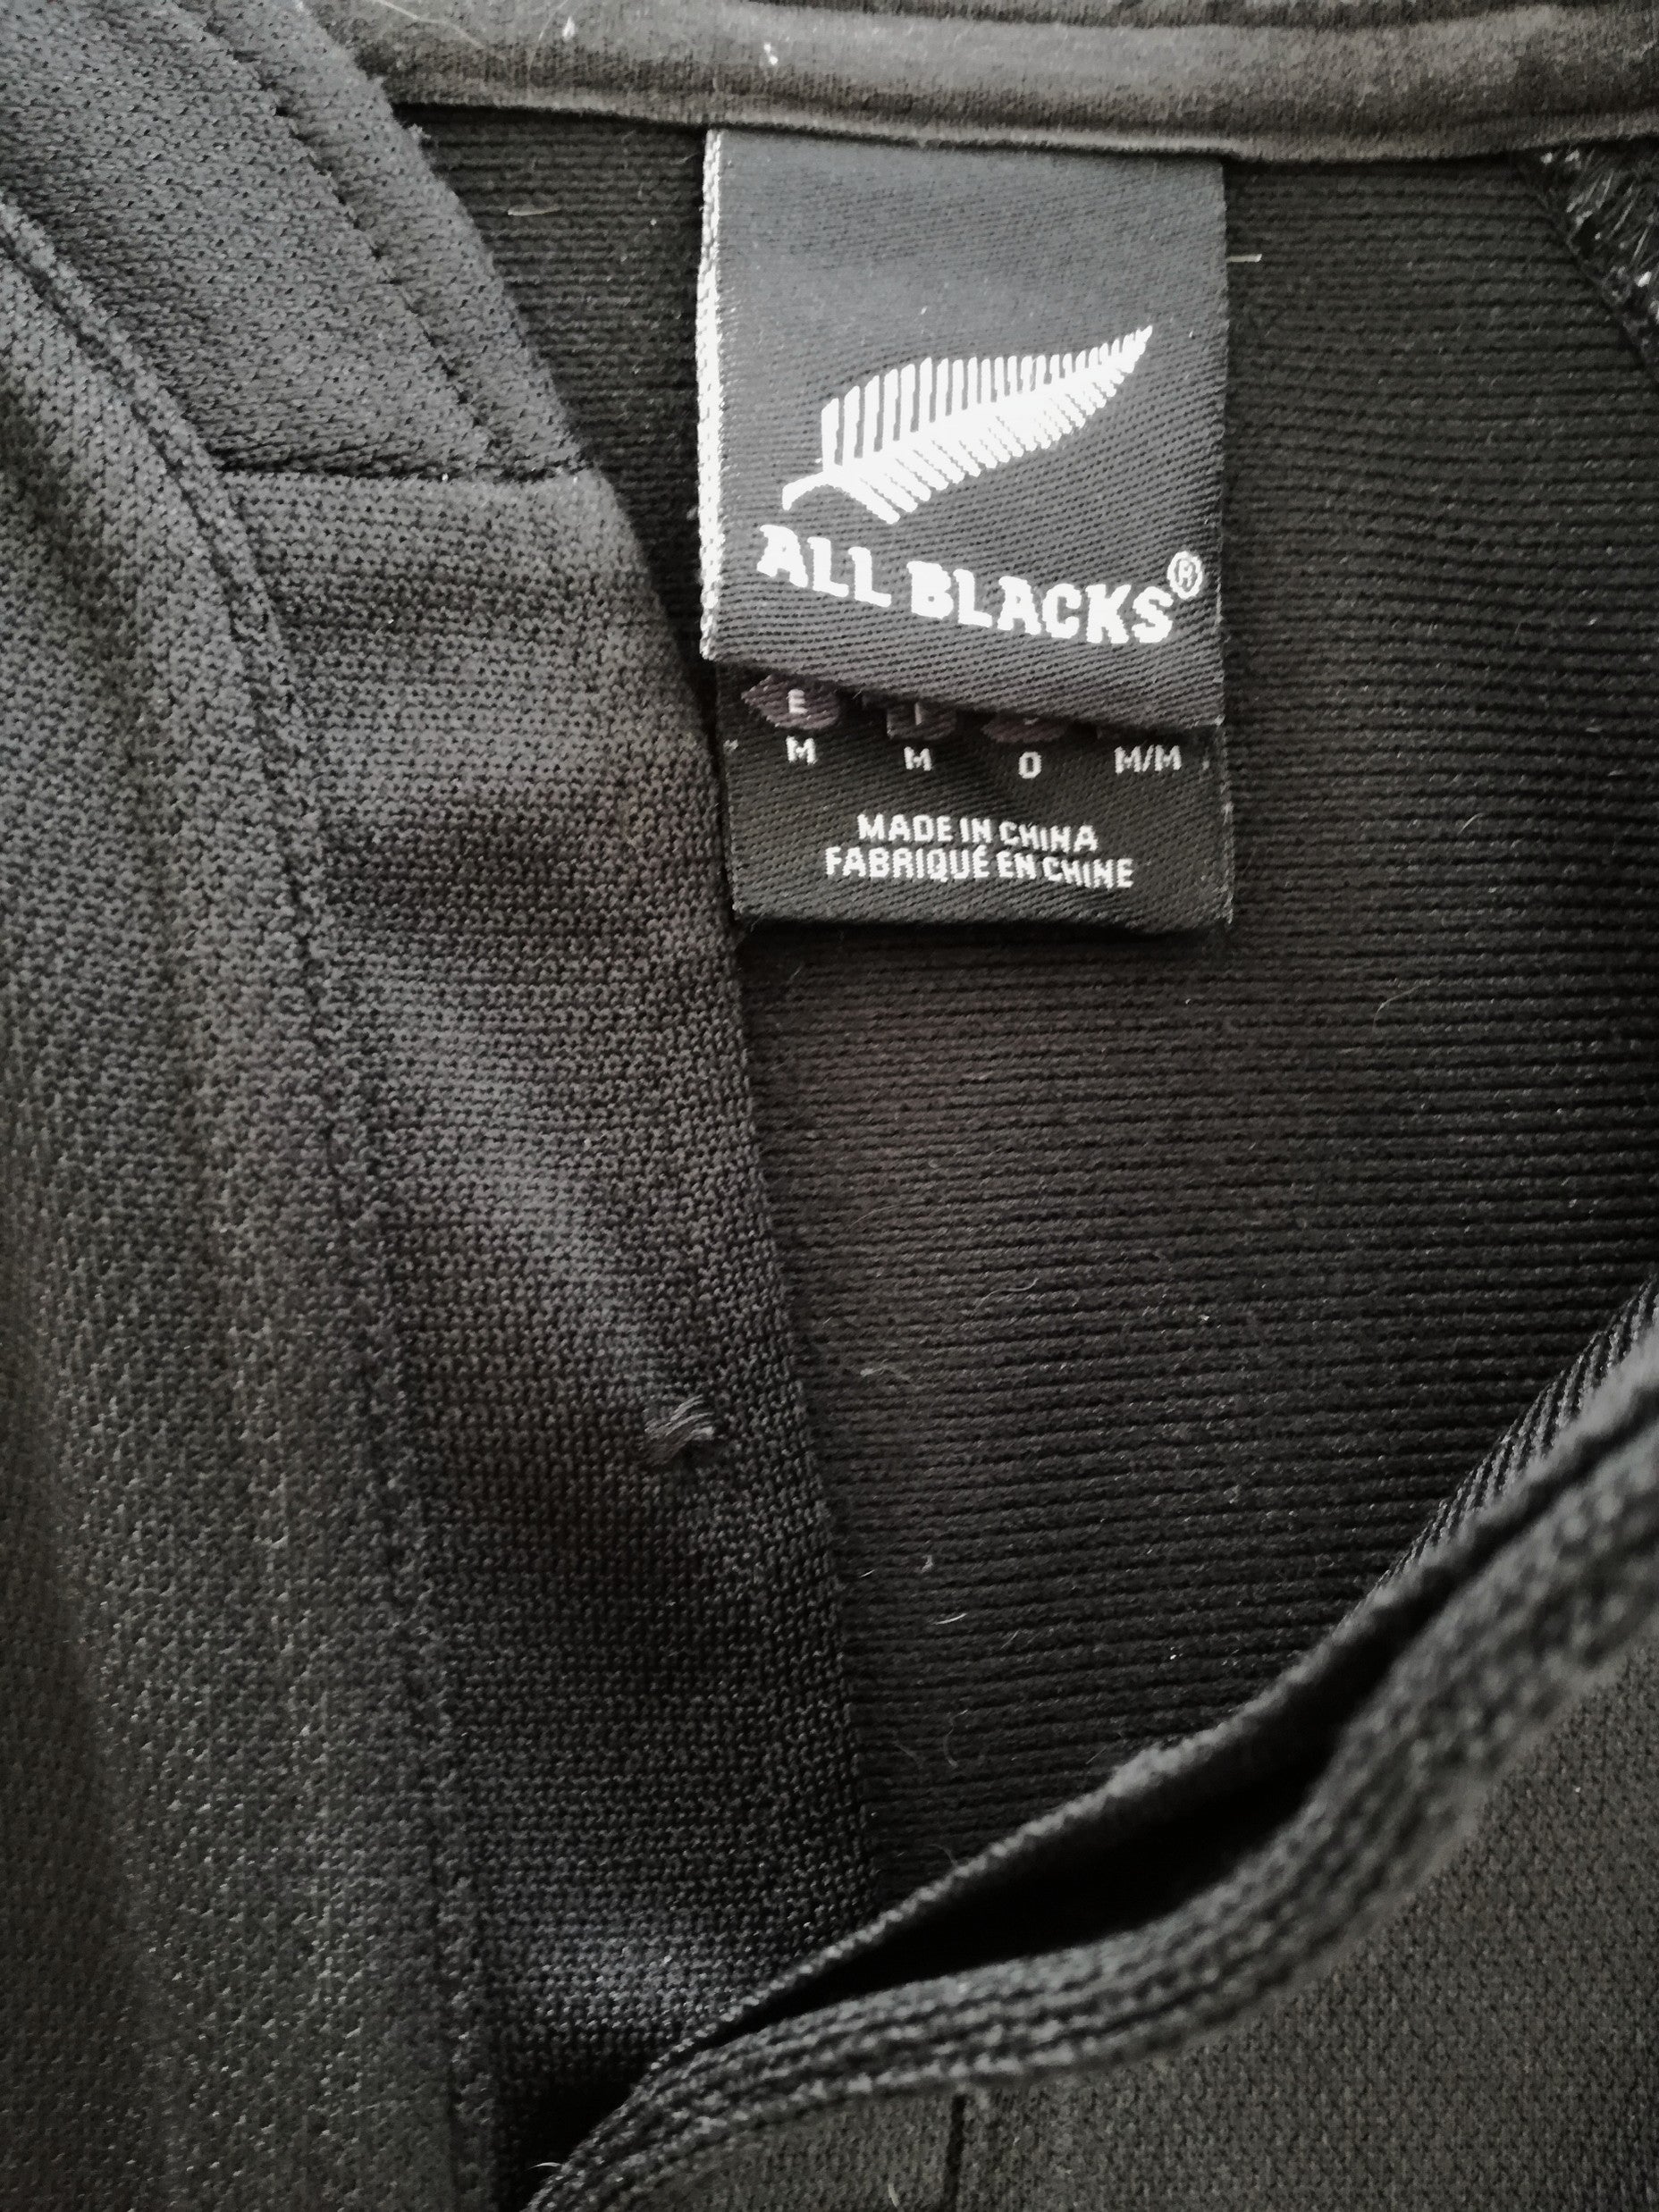 ALL BLACKS®
E
M M O M/M
MADE IN CHINA
FABRIQUÉ EN CHINE